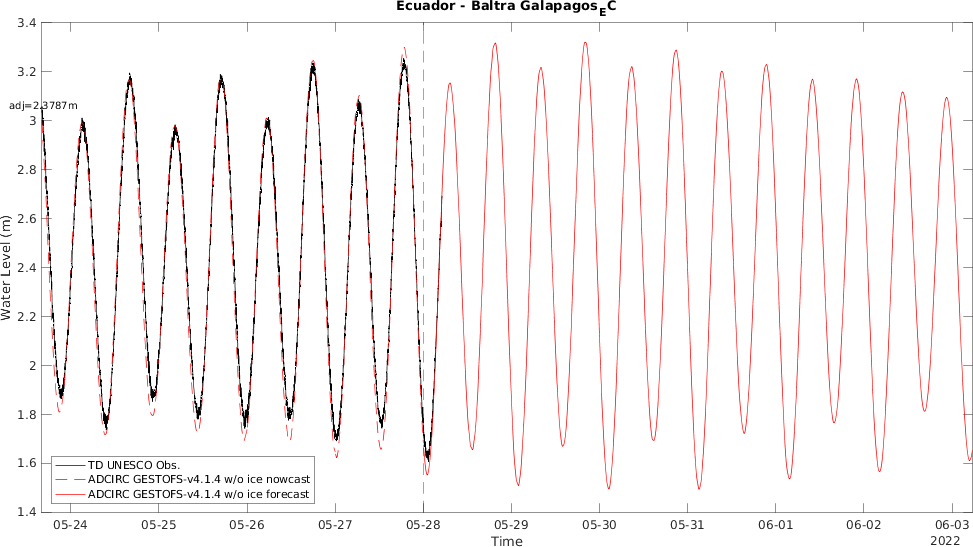 Ecuador - Baltra Galapagos_EC
3.4
3.2
adj=2.3787m
3
2.8
2.6
2.4
2.2
2
1.8
1.6
1.4
Water Level (m)
TD UNESCO Obs.
ADCIRC GESTOFS-v4.1.4 w/o ice nowcast
ADCIRC GESTOFS-v4.1.4 w/o ice forecast
05-24 05-25 05-26 05-27 05-28 05-29 05-30 05-31 06-01 06-02 06-03
Time
2022